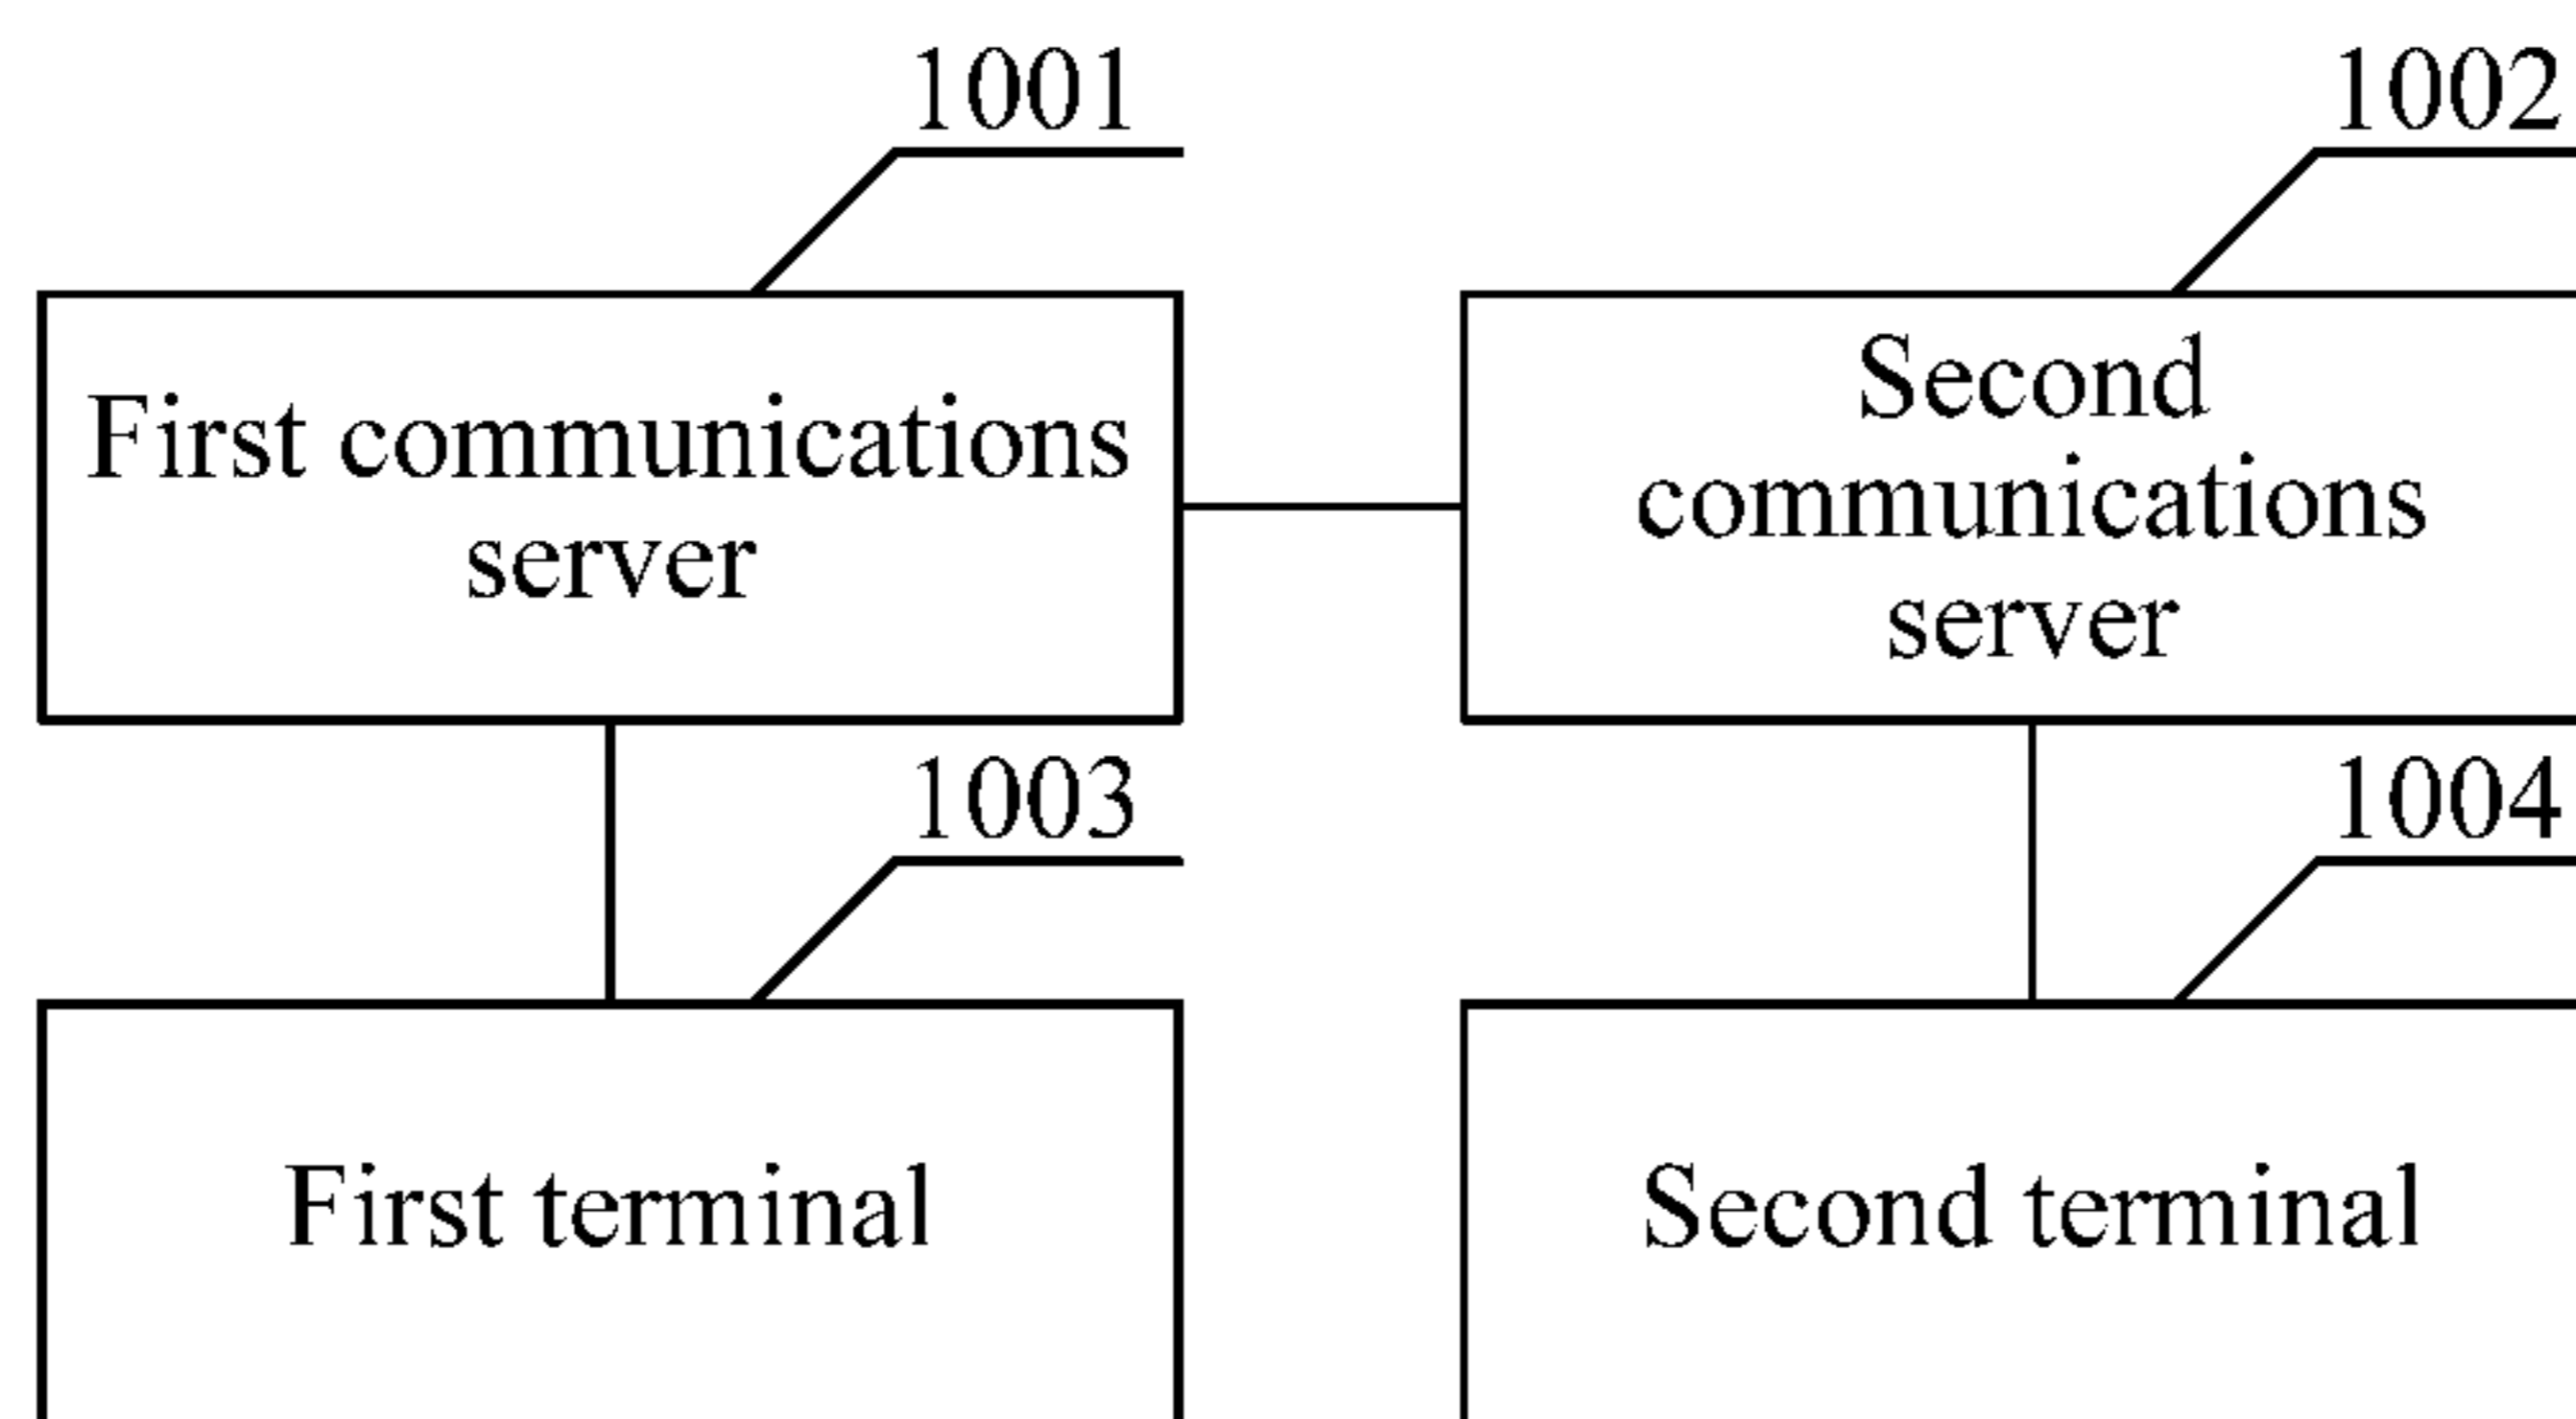 1001
First communications
server
1002
Second
communications
server
1003
First terminal
1004
Second terminal